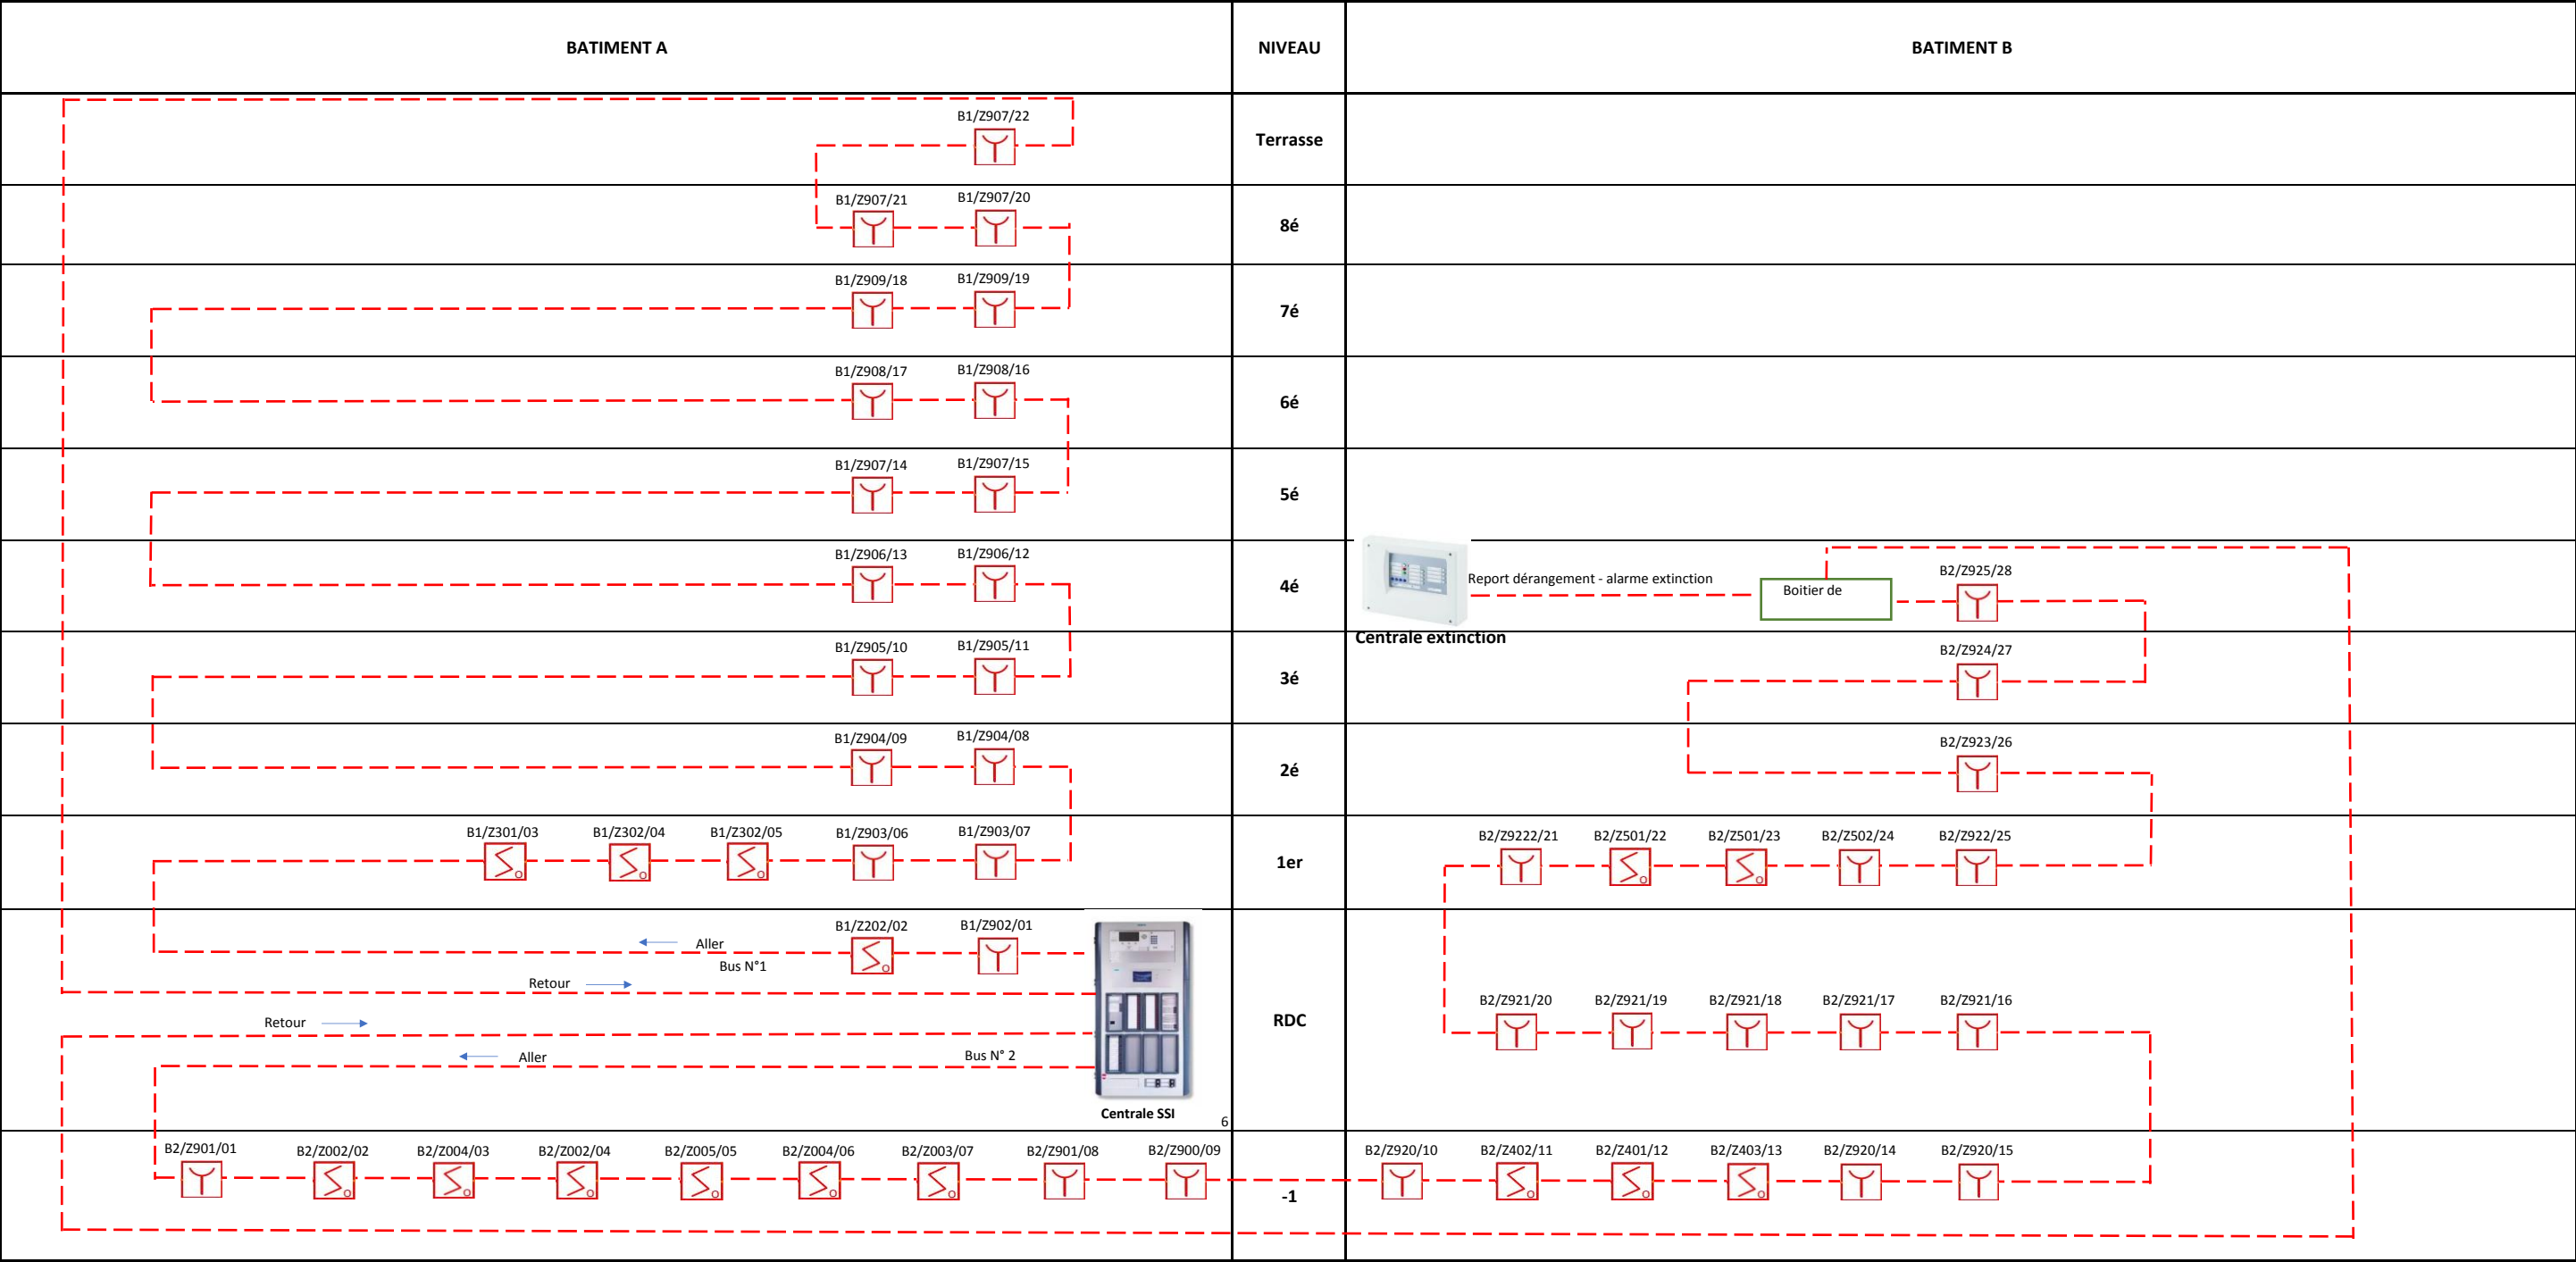 BATIMENT A NIVEAU BATIMENT B
B1/Z907/22
Terrasse
B1/Z907/21 B1/Z907/20
8é
B1/Z909/18 B1/Z909/19
7é
B1/Z908/17 B1/Z908/16
6é
B1/Z907/14 B1/Z907/15
5é
B1/Z906/13 B1/Z906/12
4é
Report dérangement - alarme extinction
Boitier de
B2/Z925/28
Centrale extinction
B1/Z905/10 B1/Z905/11
3é
B2/Z924/27
B1/Z904/09 B1/Z904/08
2é
B2/Z923/26
B1/Z301/03 B1/Z302/04 B1/Z302/05 B1/Z903/06 B1/Z903/07
1er
B2/Z9222/21 B2/Z501/22 B2/Z501/23 B2/Z502/24 B2/Z922/25
B1/Z202/02 B1/Z902/01
Aller
Bus N°1
Retour
Retour
Aller
Bus N° 2
Centrale SSI
6
RDC
B2/Z921/20 B2/Z921/19 B2/Z921/18 B2/Z921/17 B2/Z921/16
B2/Z901/01 B2/Z002/02 B2/Z004/03 B2/Z002/04 B2/Z005/05 B2/Z004/06 B2/Z003/07 B2/Z901/08 B2/Z900/09
-1
B2/Z920/10 B2/Z402/11 B2/Z401/12 B2/Z403/13 B2/Z920/14 B2/Z920/15